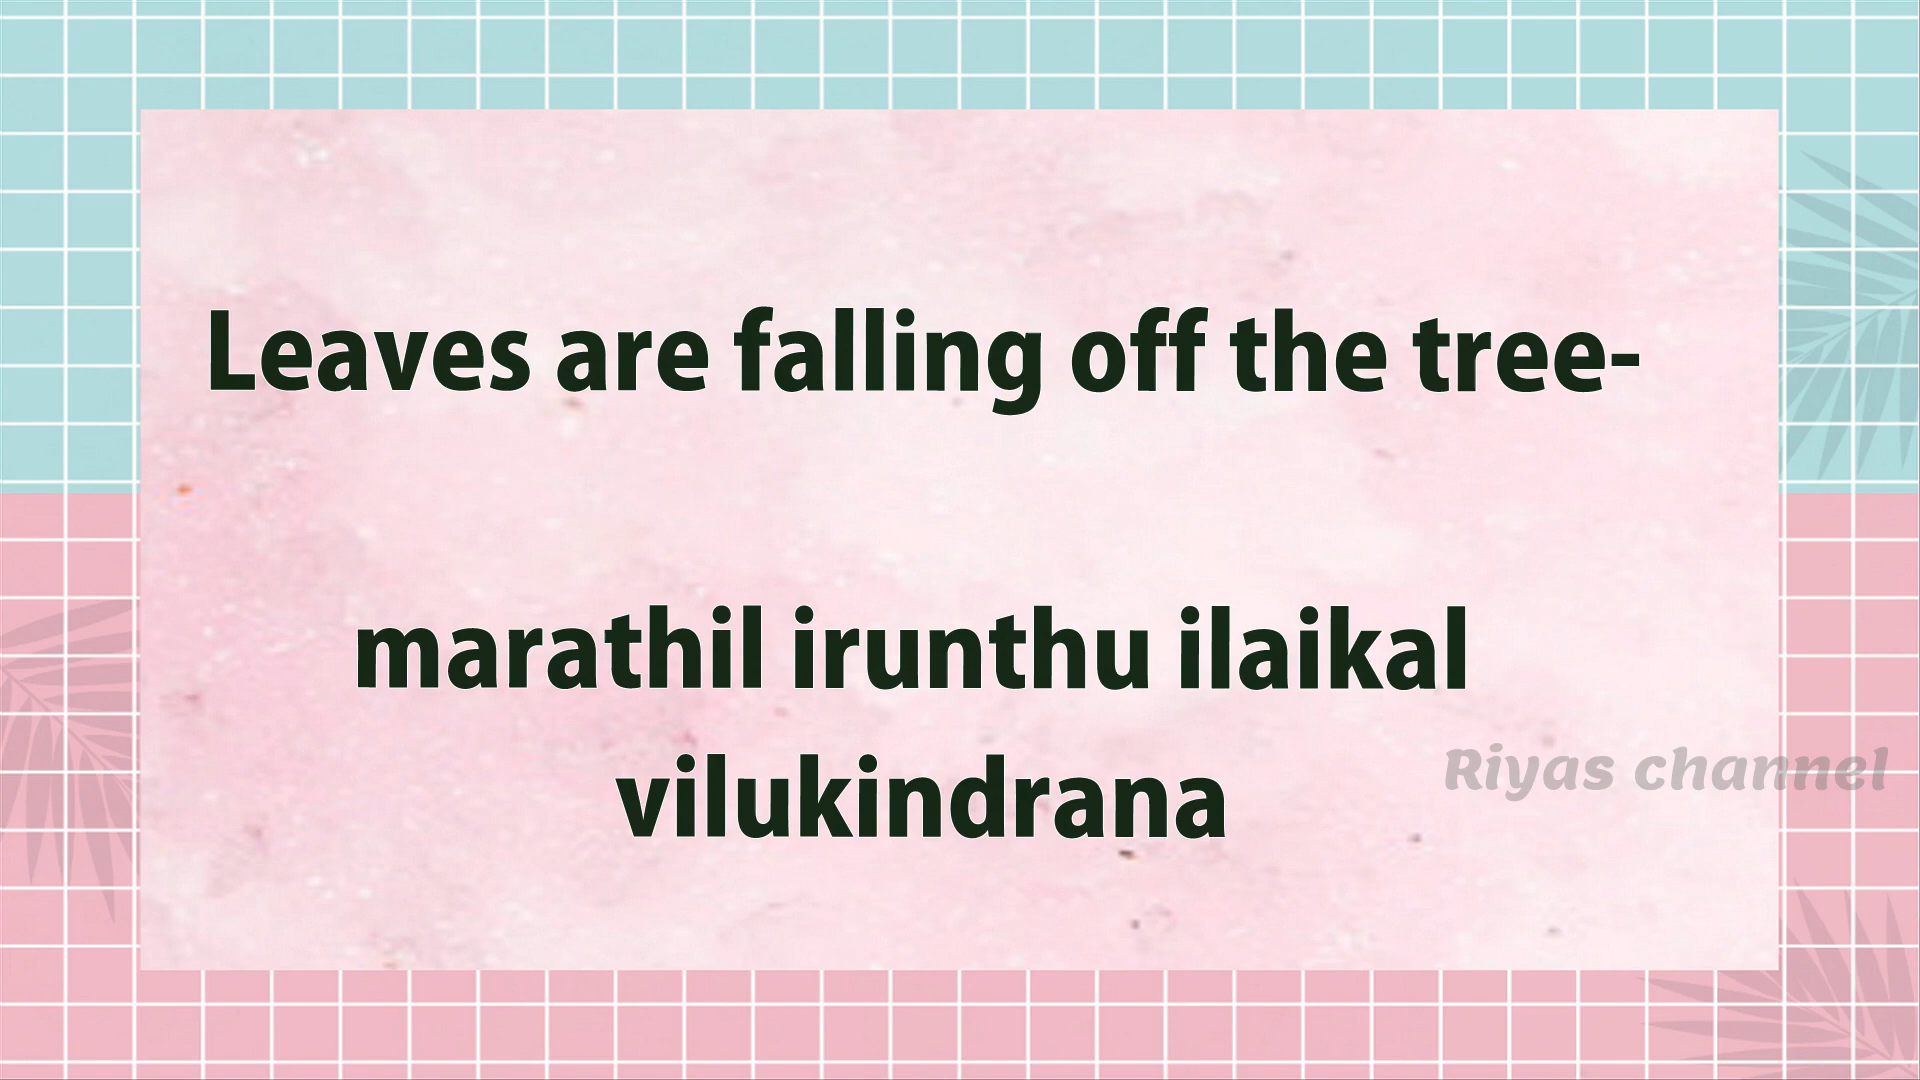 Leaves are falling off the tree-
marathil irunthu ilaikal
vilukindrana
Riyas channel